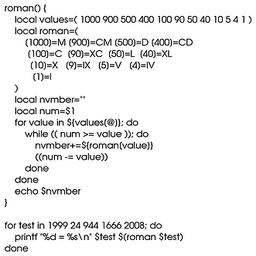 roman() {
local values=( 1000 900 500 400 100 90 50 40 10 5 4 1 )
local roman=(
[1000]=M [900]=CM [500]=D [400]=CD
[100]=C [90]=XC [50]=L [40]=XL
[10]=X [9]=IX [5]=V [4]=IV
[1]=I
)
local nvmber=""
local num=$1
for value in ${values[@]}; do
while (( num >= value )); do
nvmber+=${roman[value]}
((num -= value))
done
done
echo $nvmber
}
for test in 1999 24 944 1666 2008; do
printf "%d = %s\n" $test $(roman $test)
done